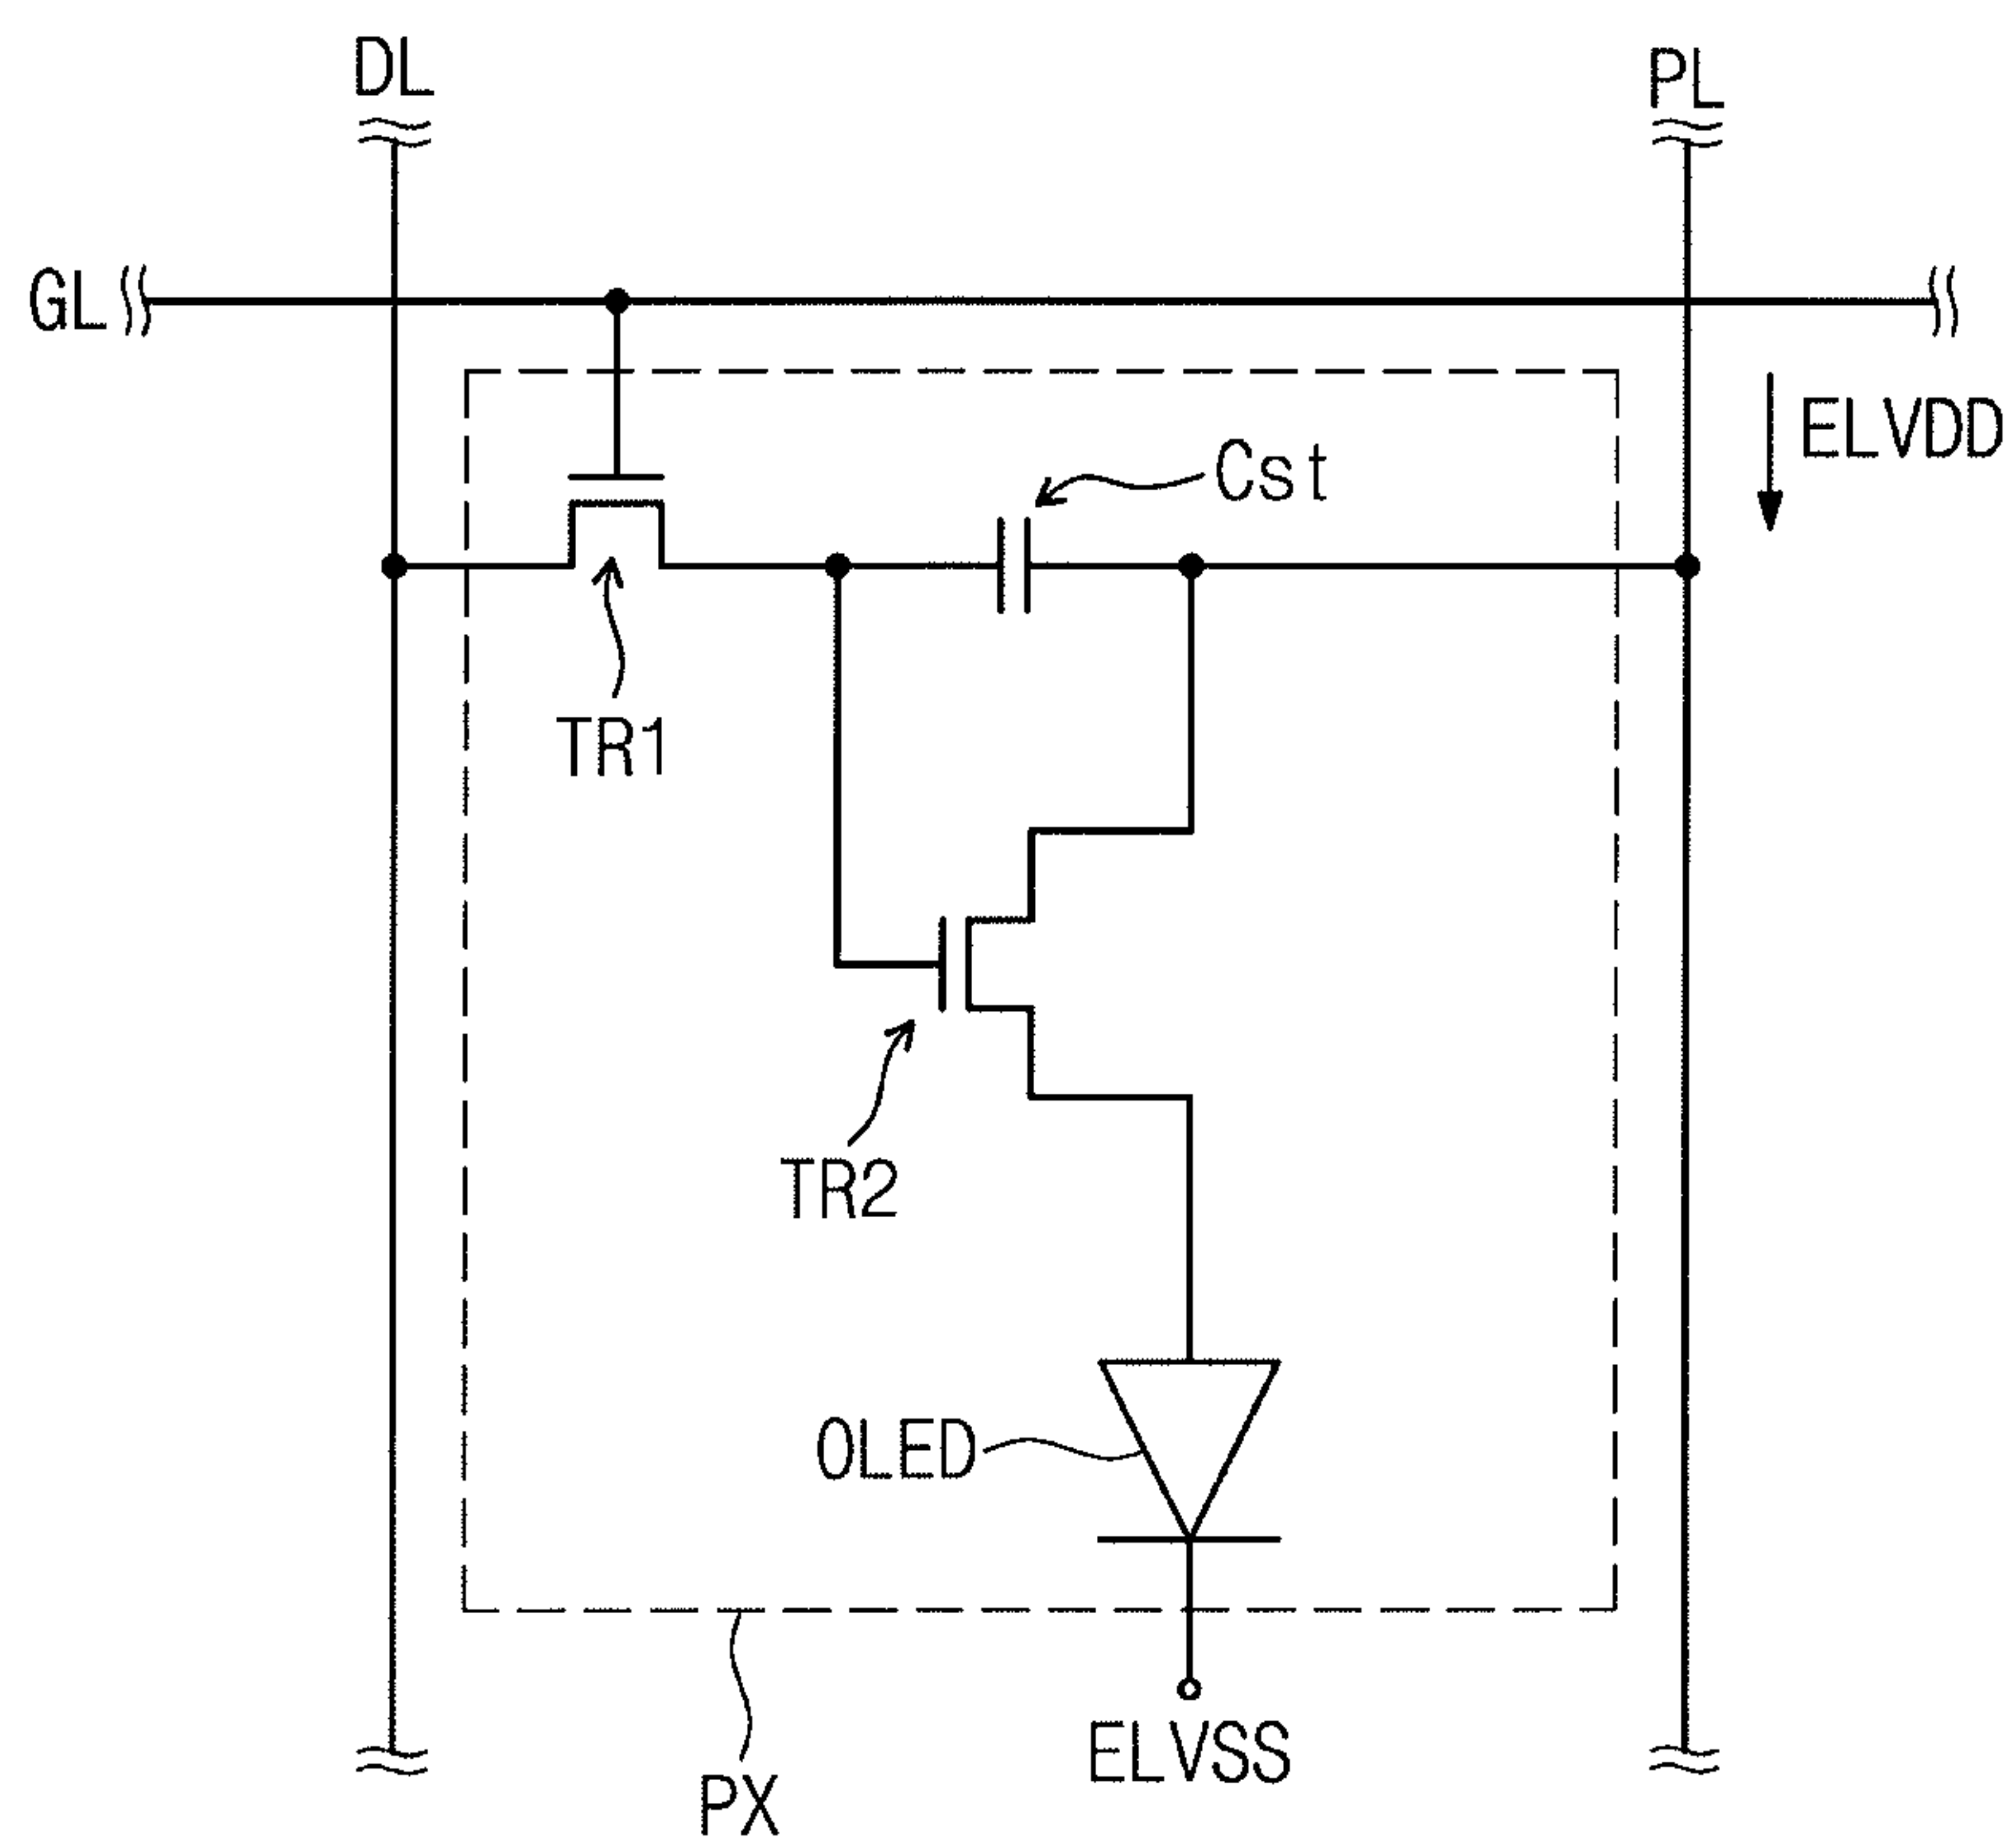 DL
PL
GL
ELVDD
Cst
TR1
TR2
OLED
ELVSS
PX